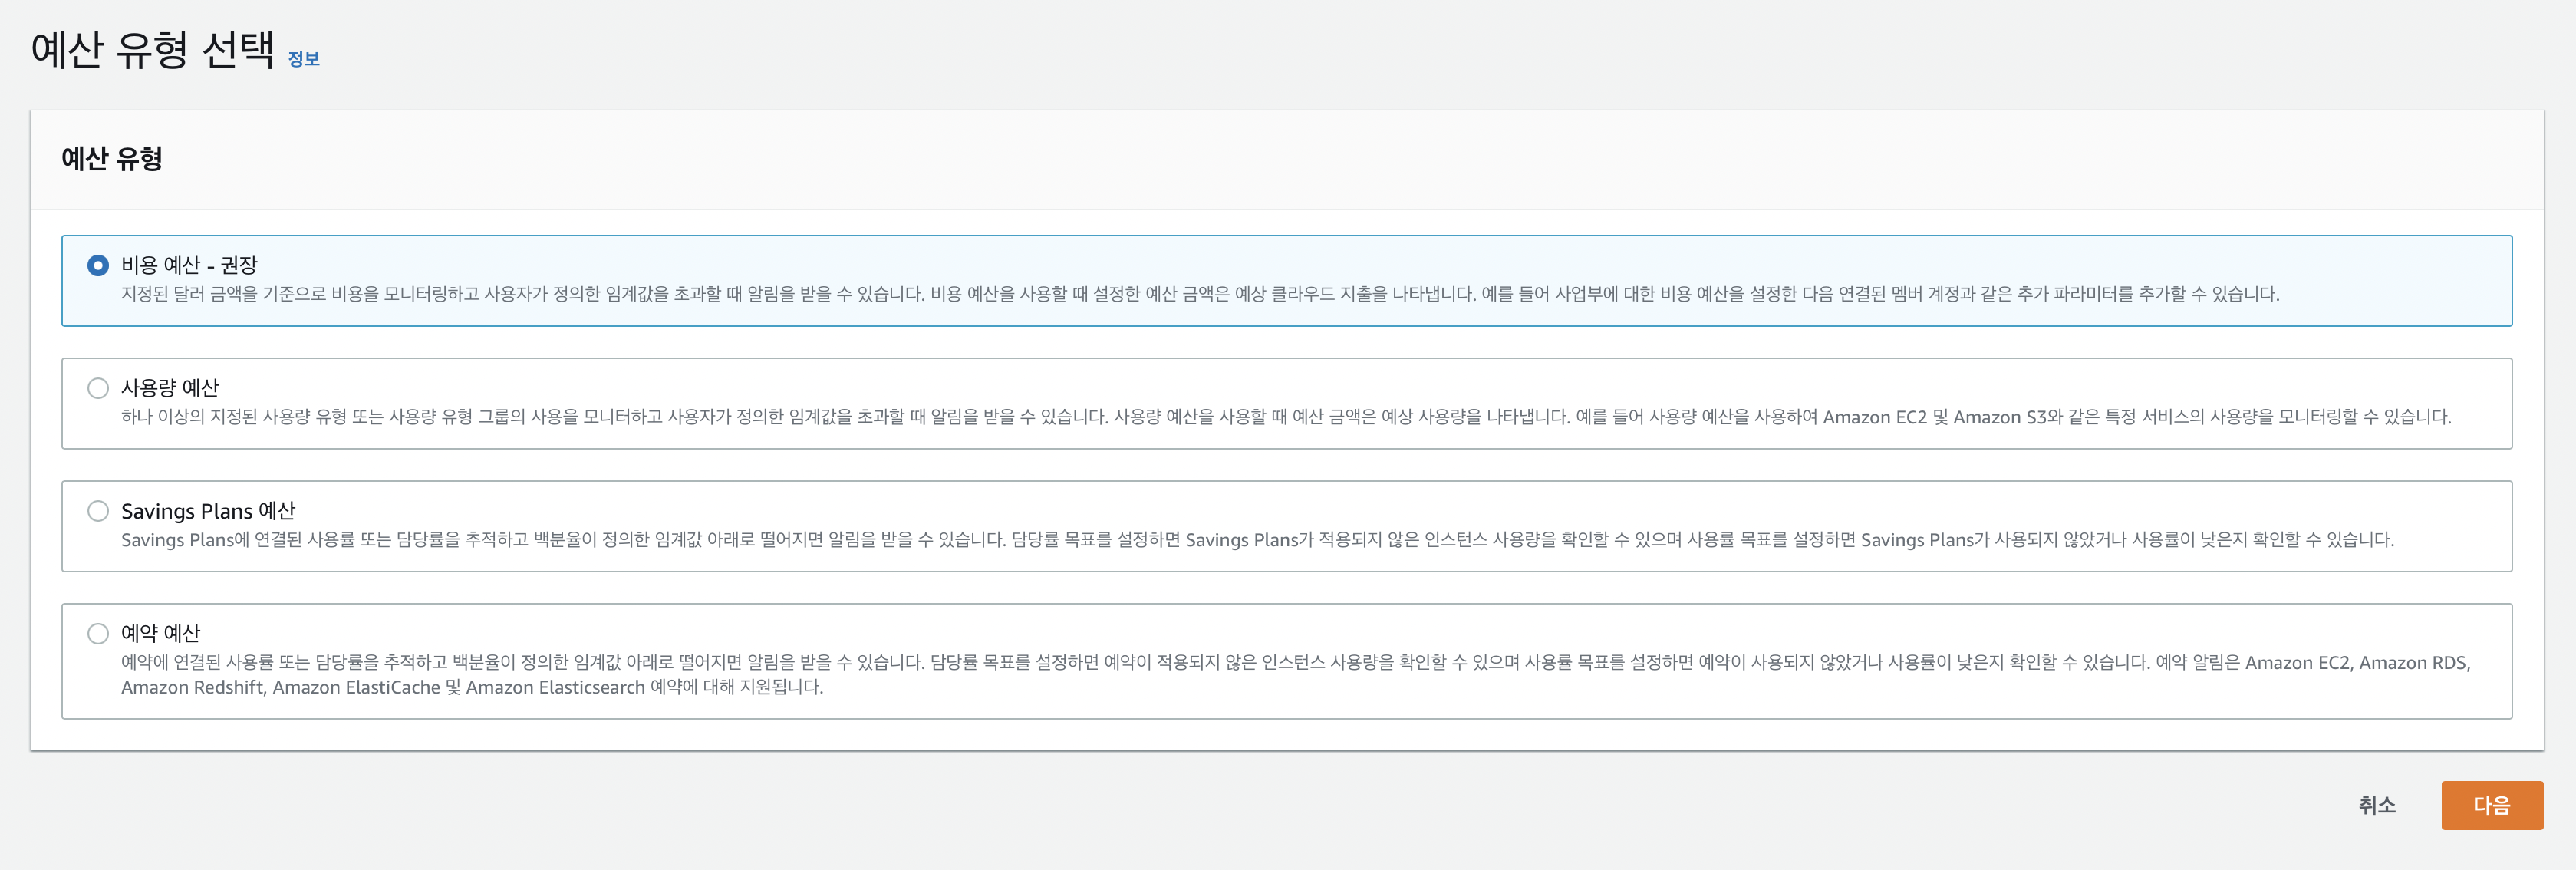 예산 유형 선택 정보
예산 유형
비용 예산 - 권장
지정된 달러 금액을 기준으로 비용을 모니터링하고 사용자가 정의한 임계값을 초과할 때 알림을 받을 수 있습니다. 비용 예산을 사용할 때 설정한 예산 금액은 예상 클라우드 지출을 나타냅니다. 예를 들어 사업부에 대한 비용 예산을 설정한 다음 연결된 멤버 계정과 같은 추가 파라미터를 추가할 수 있습니다.
사용량 예산
하나 이상의 지정된 사용량 유형 또는 사용량 유형 그룹의 사용을 모니터하고 사용자가 정의한 임계값을 초과할 때 알림을 받을 수 있습니다. 사용량 예산을 사용할 때 예산 금액은 예상 사용량을 나타냅니다. 예를 들어 사용량 예산을 사용하여 Amazon EC2 및 Amazon S3와 같은 특정 서비스의 사용량을 모니터링할 수 있습니다.
Savings Plans 예산
Savings Plans에 연결된 사용률 또는 담당률을 추적하고 백분율이 정의한 임계값 아래로 떨어지면 알림을 받을 수 있습니다. 담당률 목표를 설정하면 Savings Plans가 적용되지 않은 인스턴스 사용량을 확인할 수 있으며 사용률 목표를 설정하면 Savings Plans가 사용되지 않았거나 사용률이 낮은지 확인할 수 있습니다.
예약 예산
예약에 연결된 사용률 또는 담당률을 추적하고 백분율이 정의한 임계값 아래로 떨어지면 알림을 받을 수 있습니다. 담당률 목표를 설정하면 예약이 적용되지 않은 인스턴스 사용량을 확인할 수 있으며 사용률 목표를 설정하면 예약이 사용되지 않았거나 사용률이 낮은지 확인할 수 있습니다. 예약 알림은 Amazon EC2, Amazon RDS,
Amazon Redshift, Amazon ElastiCache 및 Amazon Elasticsearch 예약에 대해 지원됩니다.
취소 다음